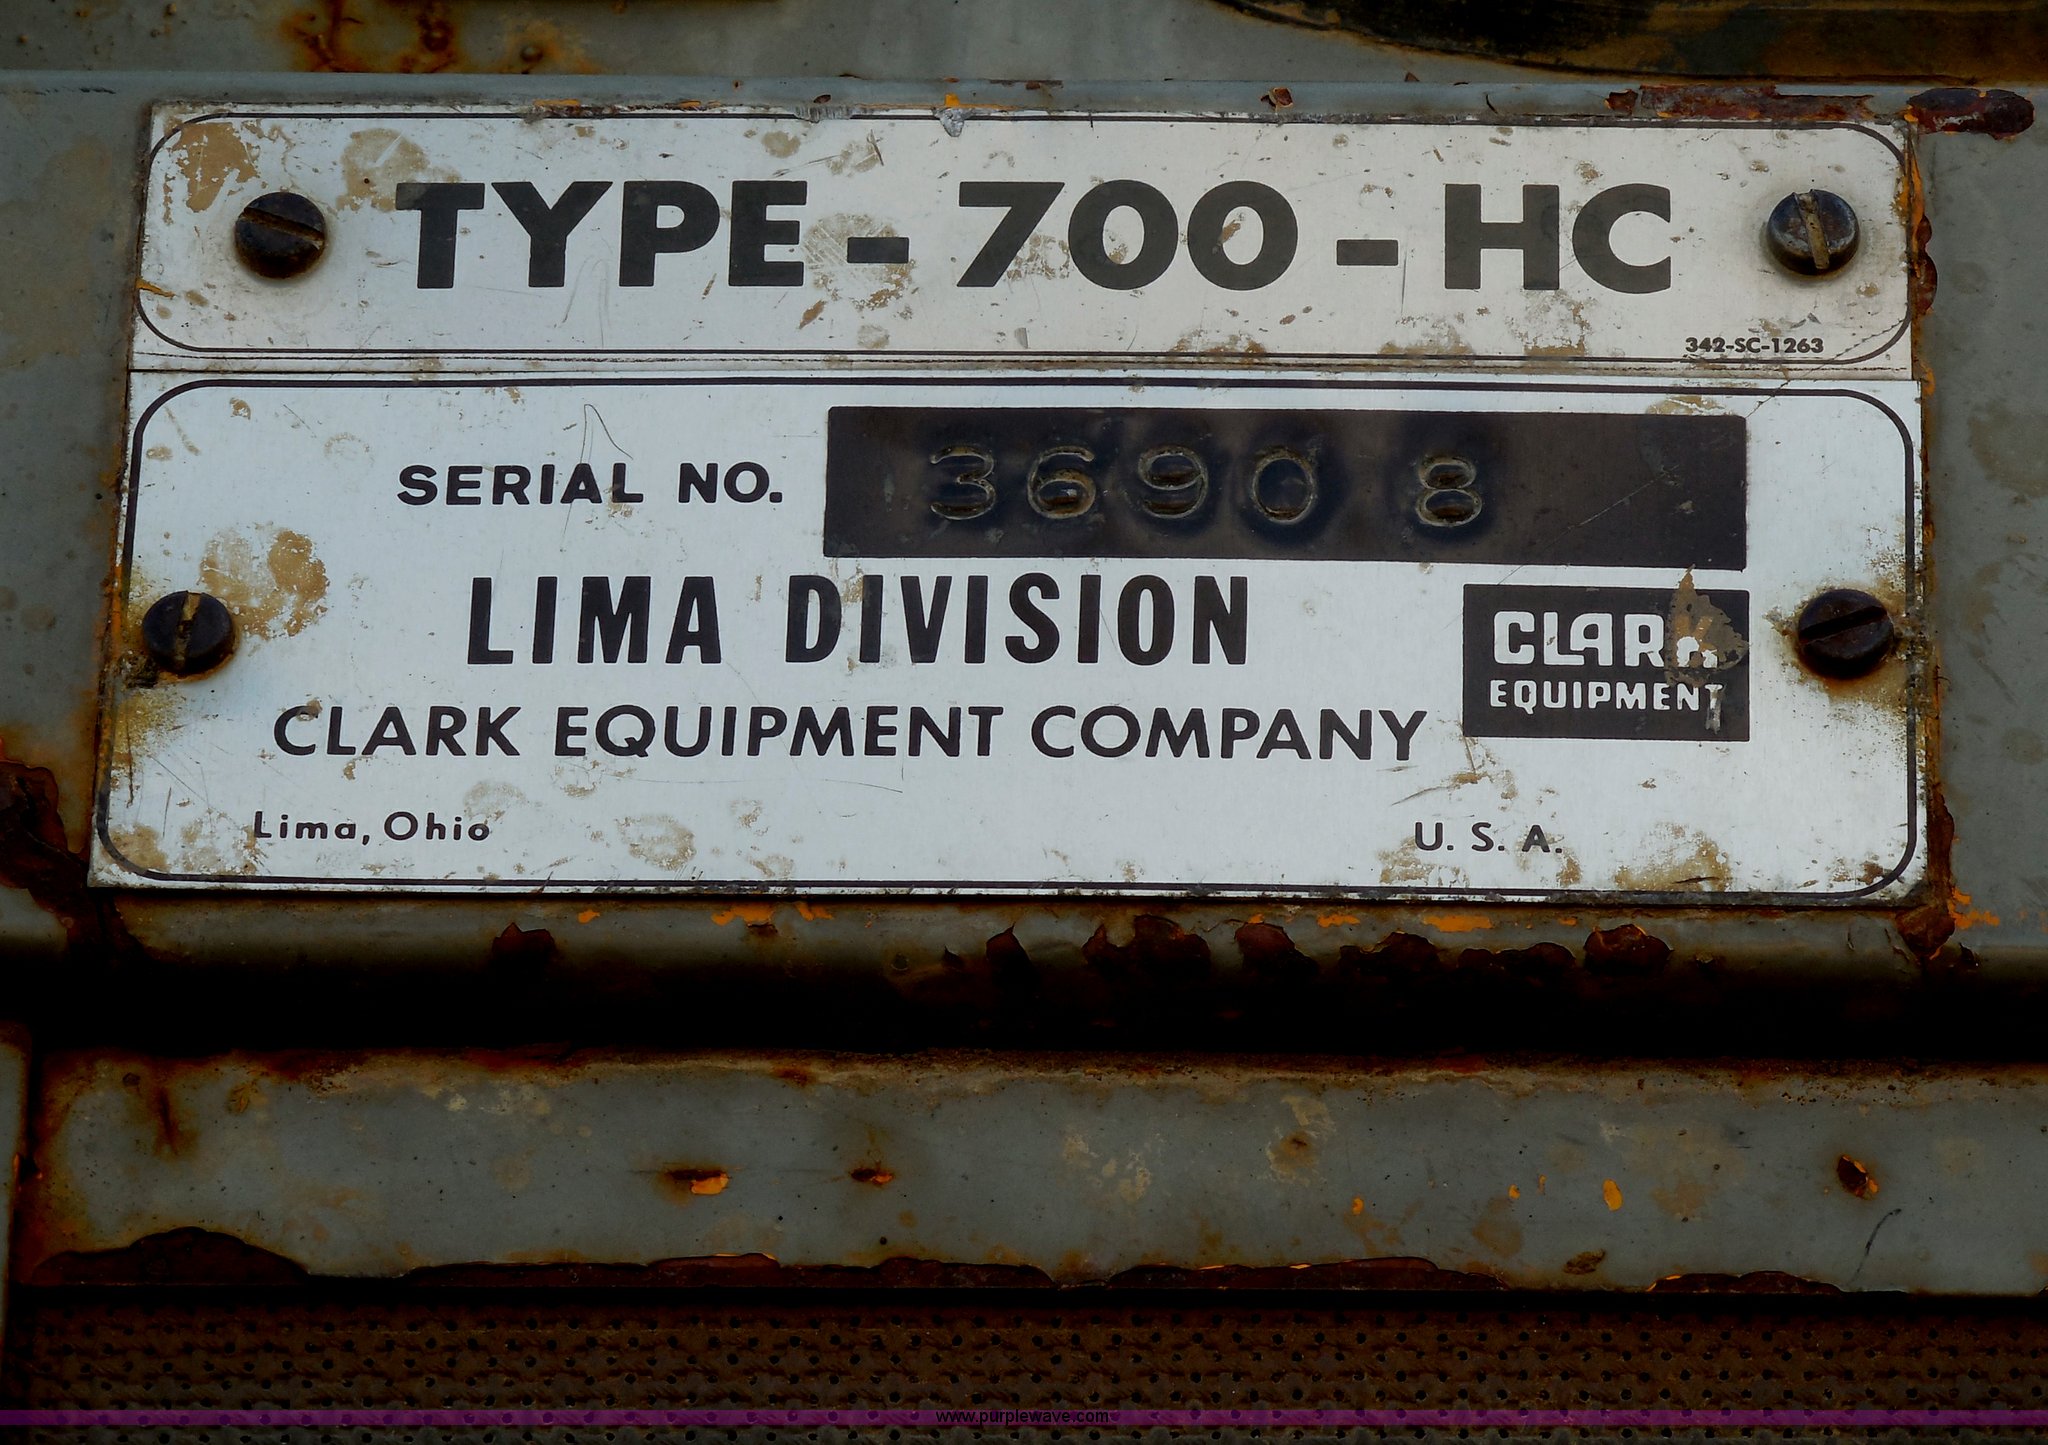 TYPE - 700 - HC
342-SC-1263
SERIAL NO. 3690 8
LIMA DIVISION
CLARK EQUIPMENT
CLARK EQUIPMENT COMPANY
Lima, Ohio U. S. A.
www.purplewave.com